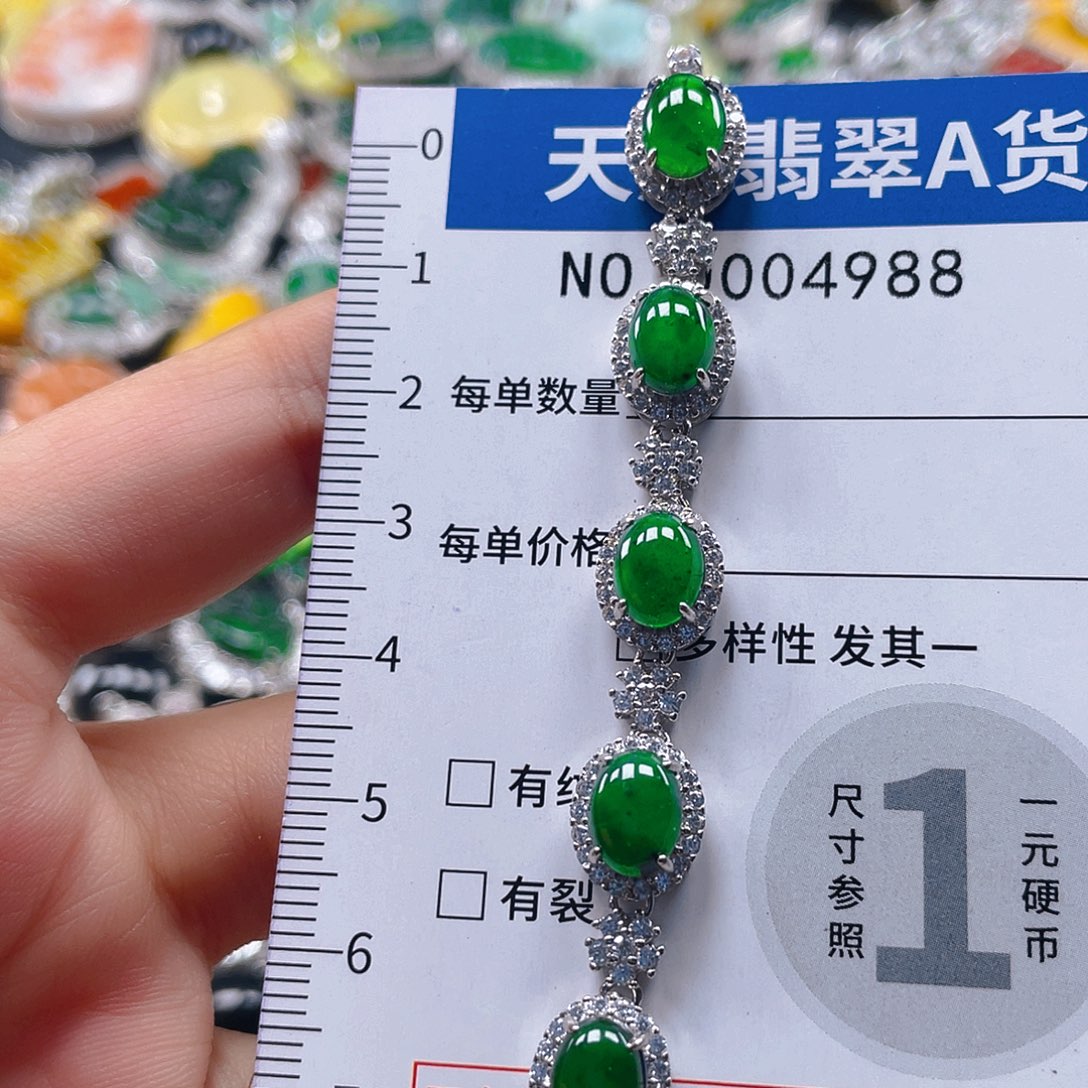 0
天 翡翠A货
1
NO 004988
2
每单数量
3
每单价格
4
多样性 发其一
5
有
6
有裂
尺寸参照
1
一元硬币